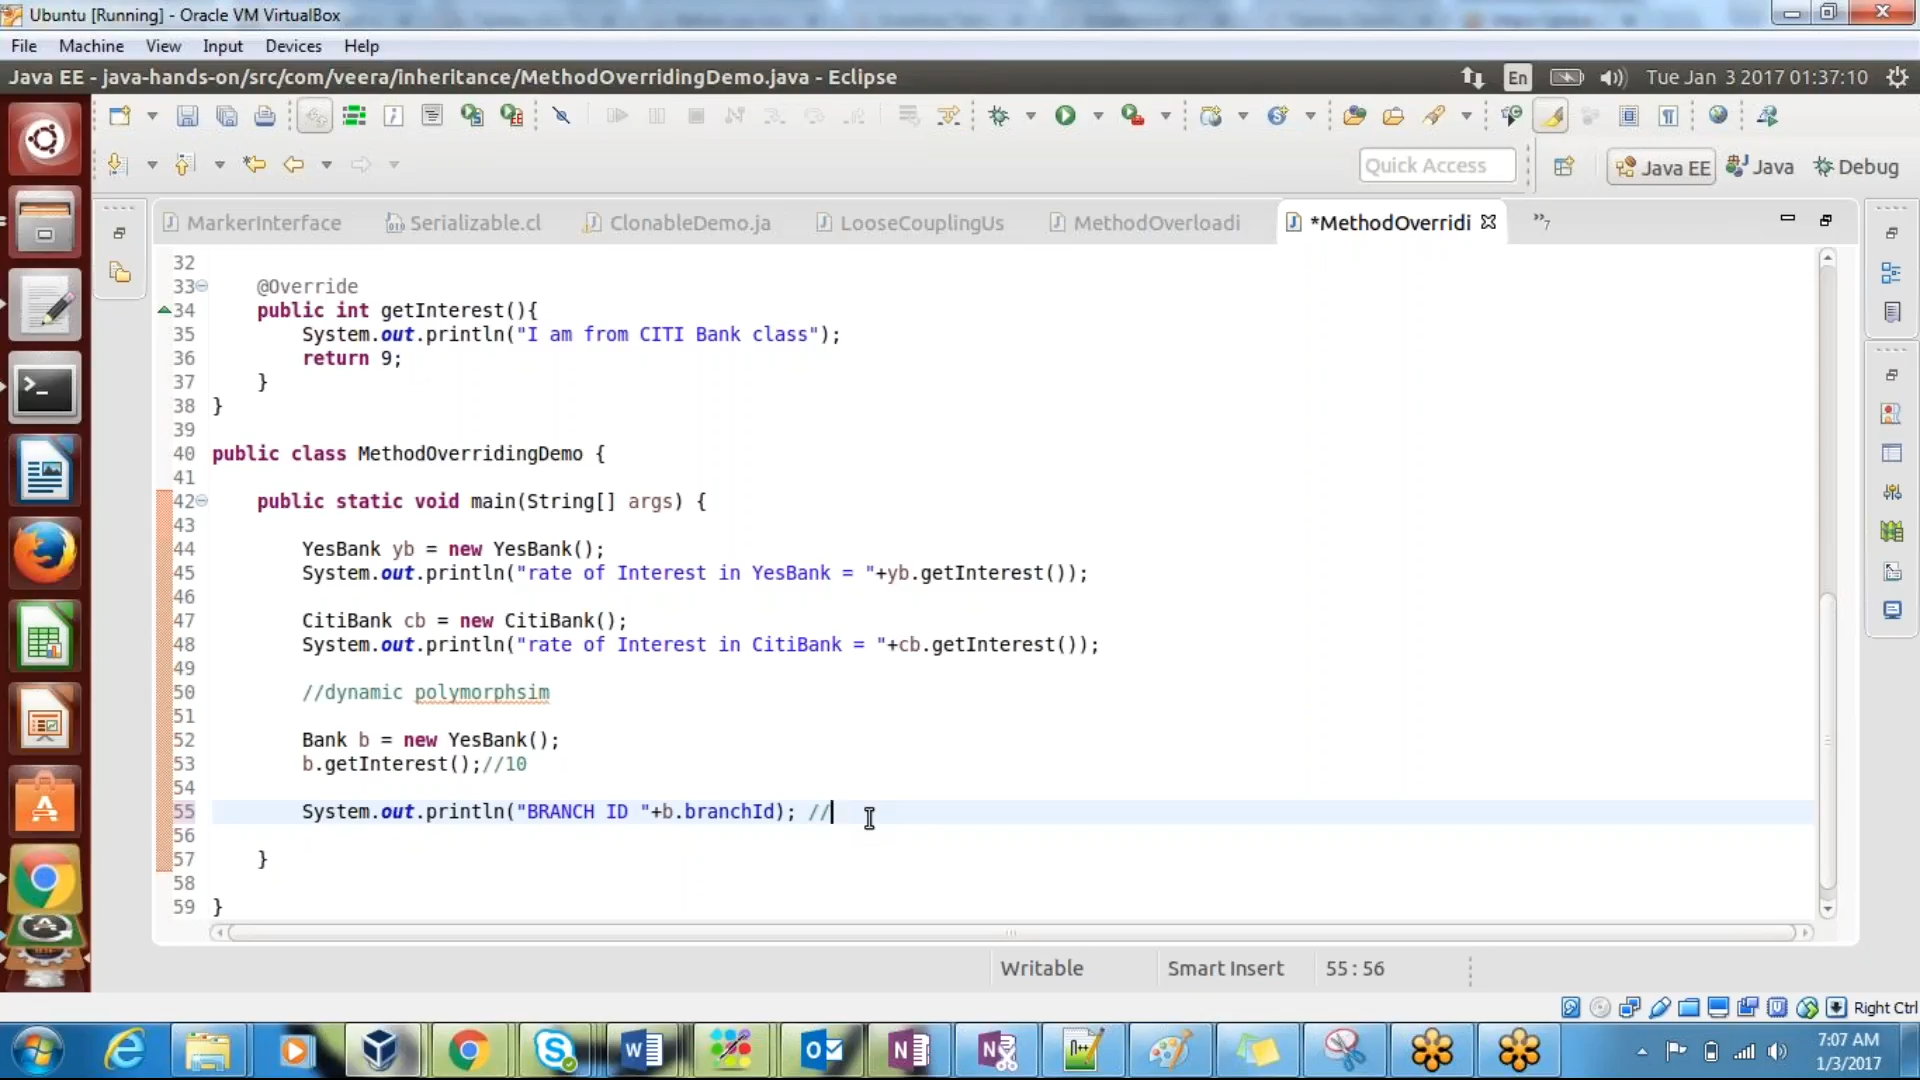 Ubuntu [Running] - Oracle VM VirtualBox
File Machine View Input Devices Help
Java EE - java-hands-on/src/com/veera/inheritance/MethodOverridingDemo.java - Eclipse
En
Tue Jan 3 2017 01:37:10
Quick Access
Java EE
Java
Debug
MarkerInterface
Serializable.cl
ClonableDemo.ja
LooseCouplingUs
MethodOverloadi
*MethodOverridi
»7
32
33 @Override
34 public int getInterest(){
35 System.out.println("I am from CITI Bank class");
36 return 9;
37 }
38 }
39
40 public class MethodOverridingDemo {
41
42 public static void main(String[] args) {
43
44 YesBank yb = new YesBank();
45 System.out.println("rate of Interest in YesBank = "+yb.getInterest());
46
47 CitiBank cb = new CitiBank();
48 System.out.println("rate of Interest in CitiBank = "+cb.getInterest());
49
50 //dynamic polymorphsim
51
52 Bank b = new YesBank();
53 b.getInterest();//10
54
55 System.out.println("BRANCH ID "+b.branchId); //
56
57 }
58
59 }
Writable
Smart Insert
55 : 56
Right Ctrl
7:07 AM
1/3/2017